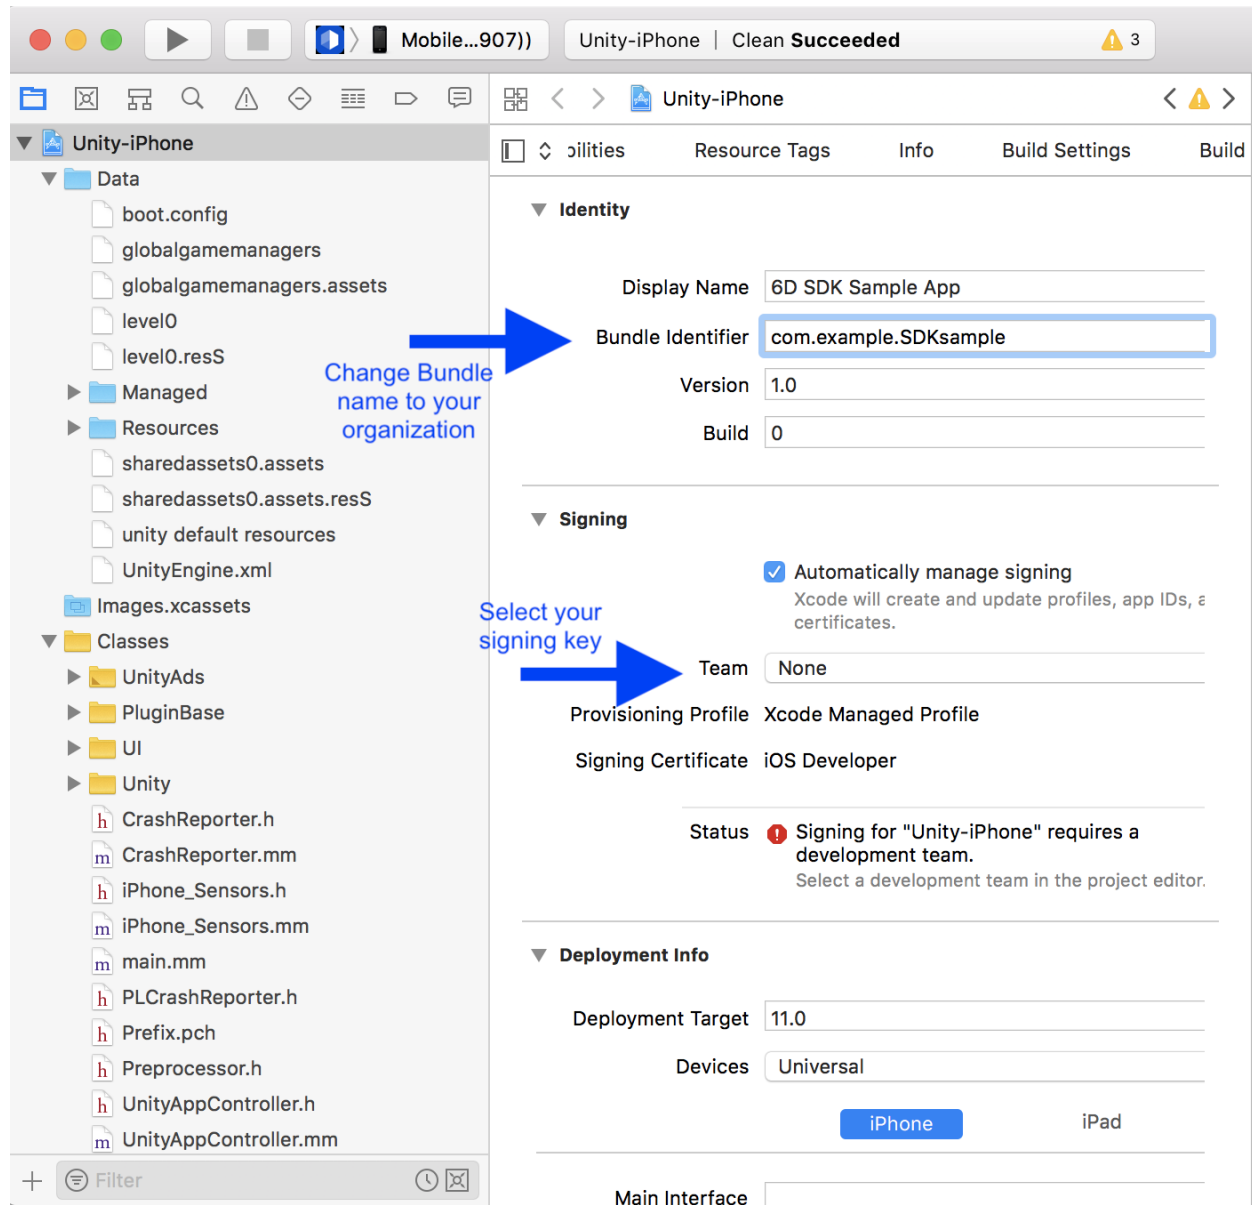 Mobile...907))
Unity-iPhone | Clean Succeeded
3
Unity-iPhone
bilities Resource Tags Info Build Settings Build
Unity-iPhone
Data
boot.config
globalgamemanagers
globalgamemanagers.assets
level0
level0.resS
Managed
Resources
sharedassets0.assets
sharedassets0.assets.resS
unity default resources
UnityEngine.xml
Images.xcassets
Classes
UnityAds
PluginBase
UI
Unity
h CrashReporter.h
m CrashReporter.mm
h iPhone_Sensors.h
m iPhone_Sensors.mm
m main.mm
h PLCrashReporter.h
h Prefix.pch
h Preprocessor.h
h UnityAppController.h
m UnityAppController.mm
Filter
Identity
Display Name 6D SDK Sample App
Bundle Identifier com.example.SDKsample
Version 1.0
Build 0
Change Bundle
name to your
organization
Signing
Automatically manage signing
Xcode will create and update profiles, app IDs, a
certificates.
Select your
signing key
Team None
Provisioning Profile Xcode Managed Profile
Signing Certificate iOS Developer
Status Signing for "Unity-iPhone" requires a
development team.
Select a development team in the project editor.
Deployment Info
Deployment Target 11.0
Devices Universal
iPhone iPad
Main Interface